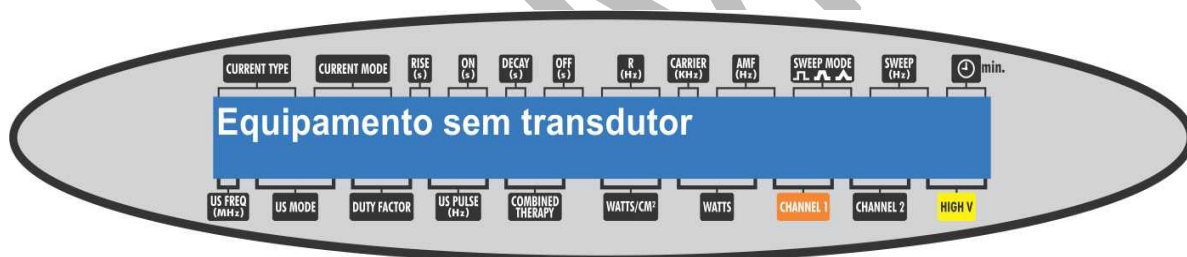 CURRENT TYPE CURRENT MODE RISE (s) ON (s) DECAY (s) OFF (s) R (Hz) CARRIER (KHz) AMF (Hz) SWEEP MODE SWEEP (Hz) min.
Equipamento sem transdutor
US FREQ (MHz) US MODE DUTY FACTOR US PULSE (Hz) COMBINED THERAPY WATTS/CM² WATTS CHANNEL 1 CHANNEL 2 HIGH V